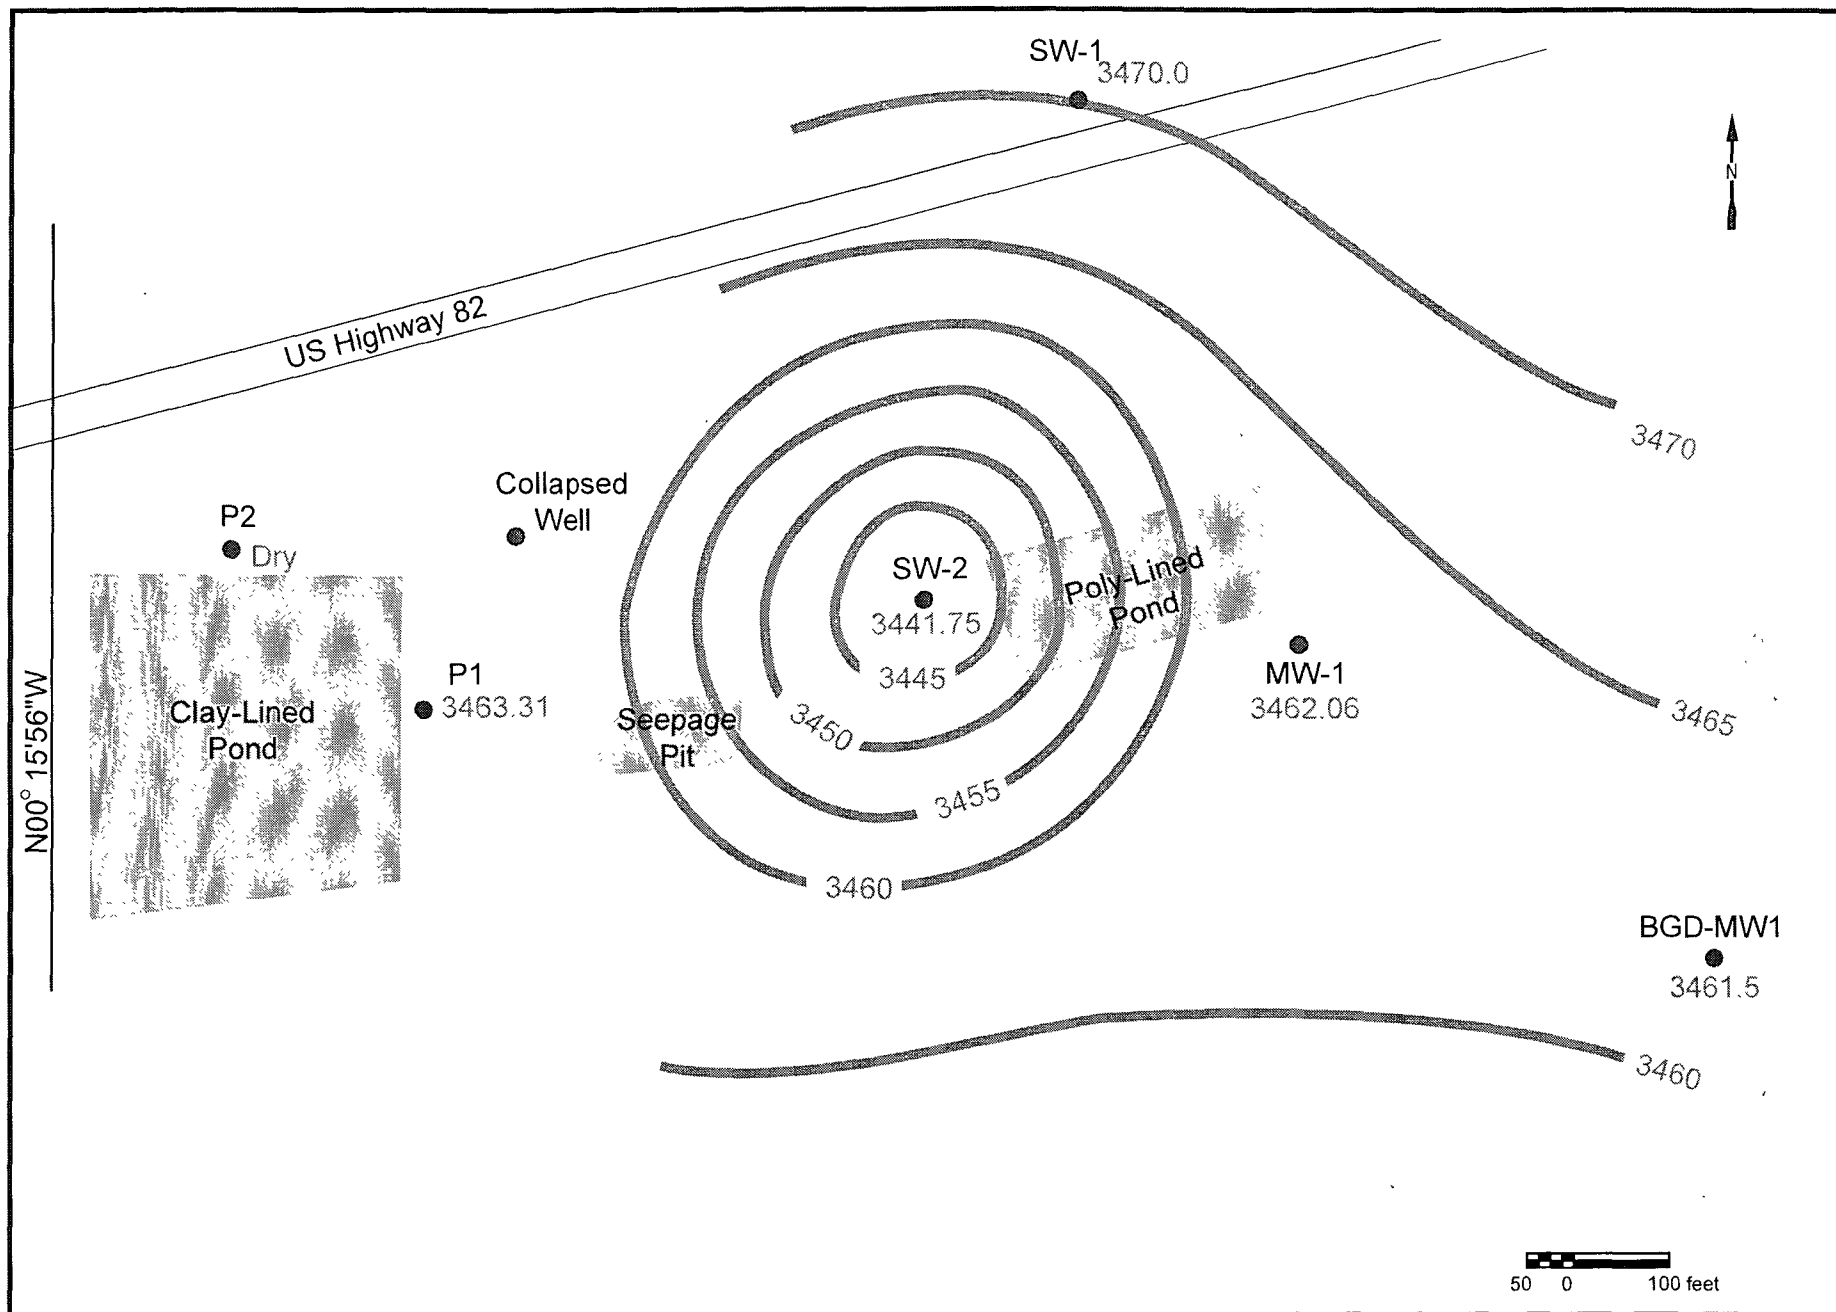 SW-1
3470.0
N
US Highway 82
3470
Collapsed
Well
P2
Dry
SW-2
3441.75
Poly-Lined
Pond
MW-1
3462.06
3445
P1
3463.31
Clay-Lined
Pond
Seepage
Pit
3450
3465
3455
3460
N00° 15'56"W
BGD-MW1
3461.5
3460
50 0 100 feet